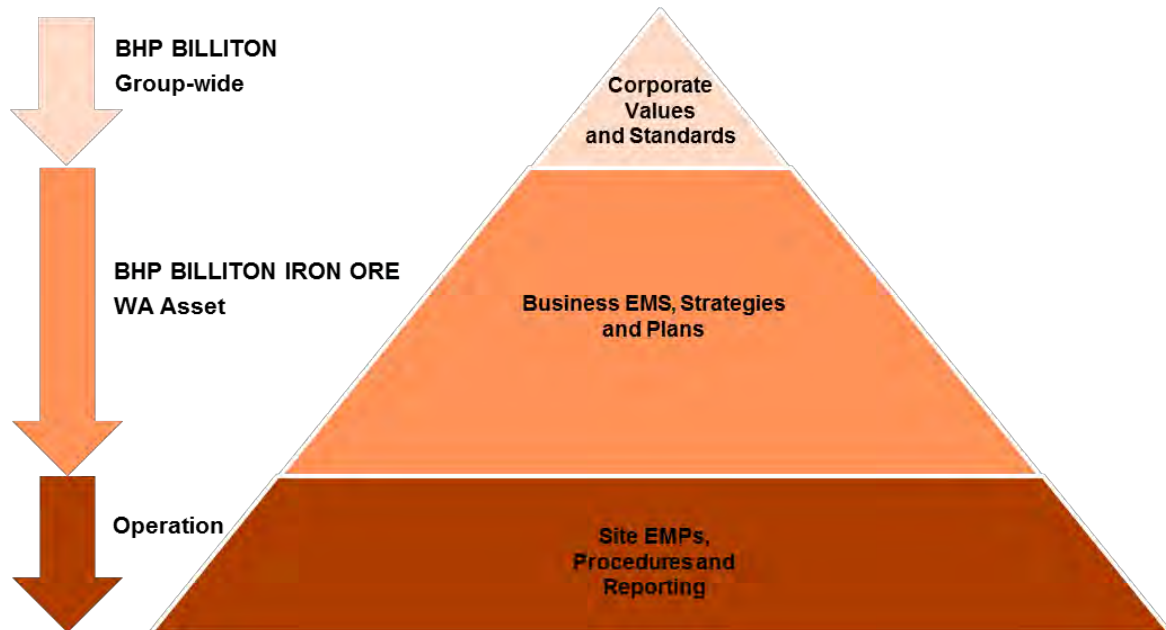 BHP BILLITON
Group-wide
Corporate
Values
and Standards
BHP BILLITON IRON ORE
WA Asset
Business EMS, Strategies
and Plans
Operation
Site EMPs,
Procedures and
Reporting